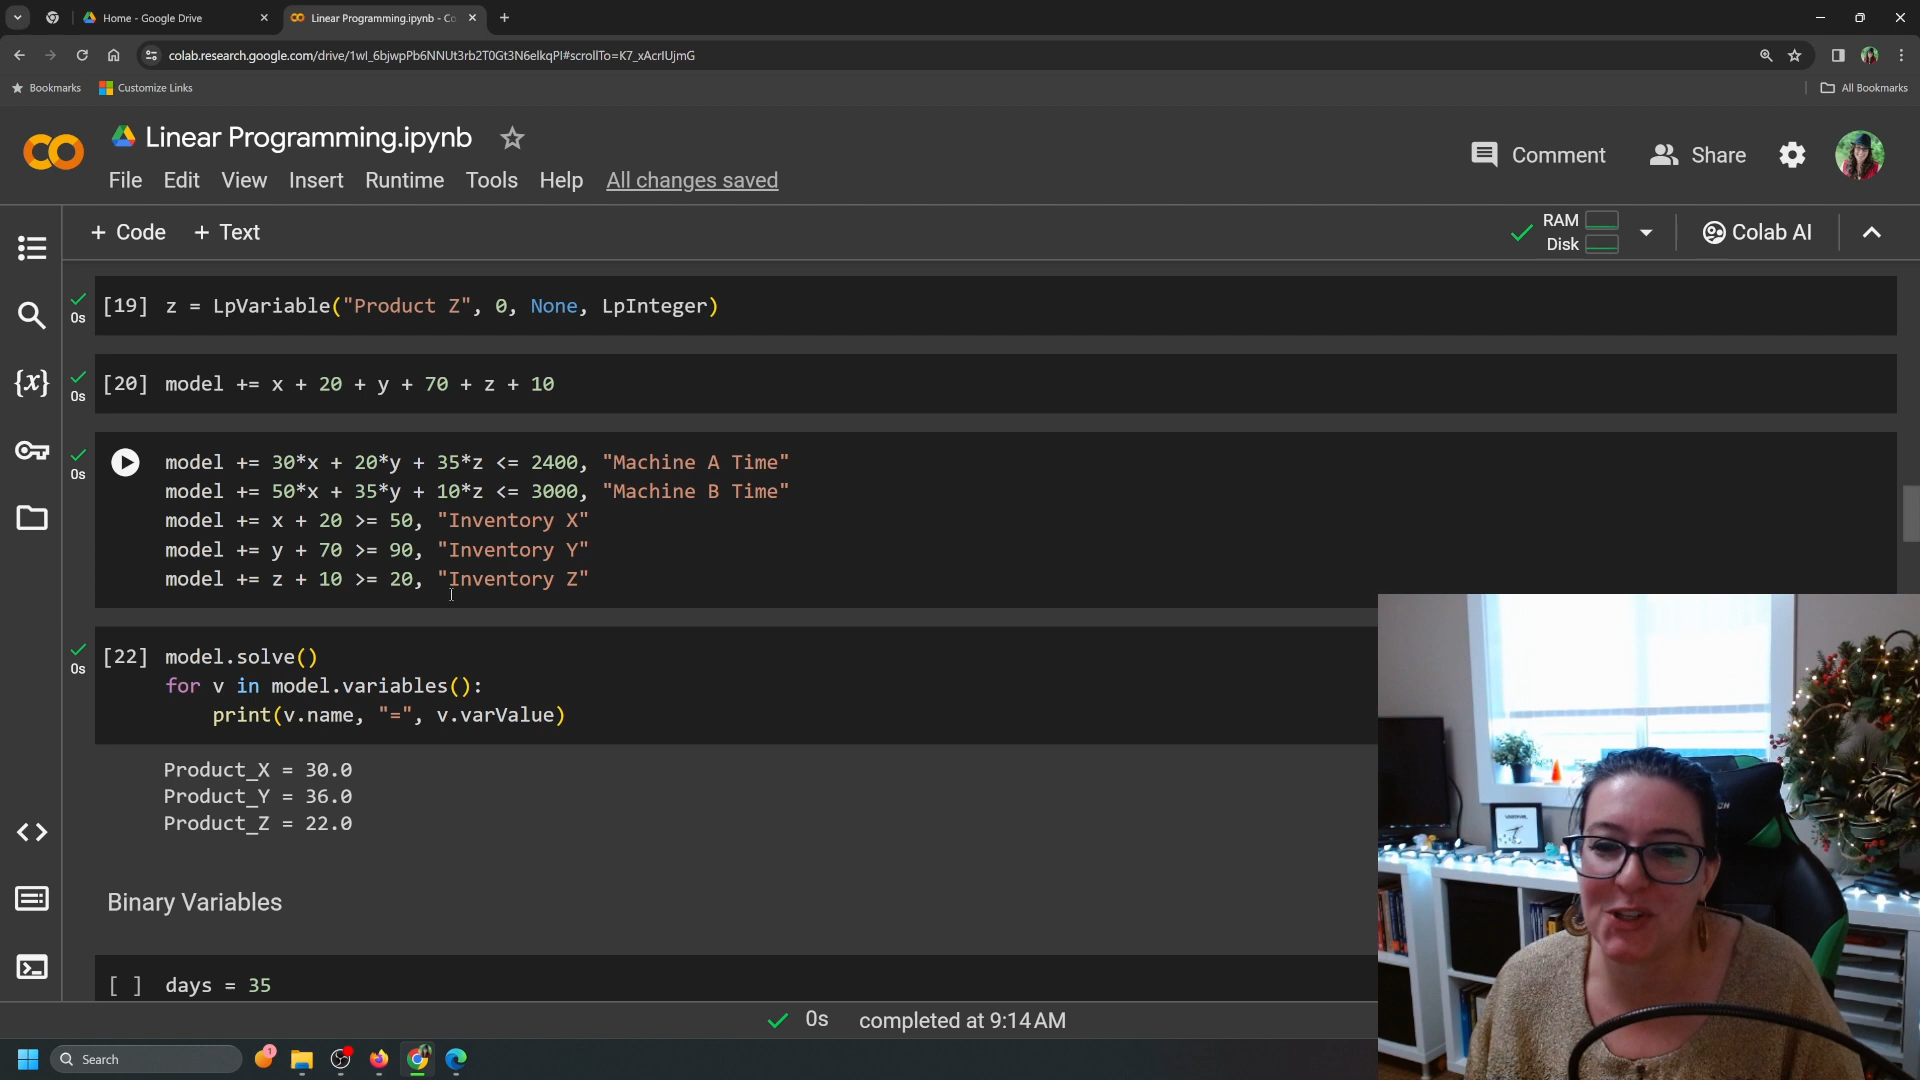 Home - Google Drive
Linear Programming.ipynb - Co
colab.research.google.com/drive/1wI_6bjwpPb6NNUt3rb2T0Gt3N6elkqPI#scrollTo=K7_xAcrIUjmG
Bookmarks
Customize Links
All Bookmarks
CO
Linear Programming.ipynb
Comment
Share
File Edit View Insert Runtime Tools Help All changes saved
+ Code + Text
RAM
Disk
Colab AI
0s
[19] z = LpVariable("Product Z", 0, None, LpInteger)
0s
[20] model += x + 20 + y + 70 + z + 10
0s
model += 30*x + 20*y + 35*z <= 2400, "Machine A Time"
model += 50*x + 35*y + 10*z <= 3000, "Machine B Time"
model += x + 20 >= 50, "Inventory X"
model += y + 70 >= 90, "Inventory Y"
model += z + 10 >= 20, "Inventory Z"
{x}
0s
[22] model.solve()
for v in model.variables():
print(v.name, "=", v.varValue)
Product_X = 30.0
Product_Y = 36.0
Product_Z = 22.0
Binary Variables
[ ] days = 35
0s completed at 9:14 AM
Search
1